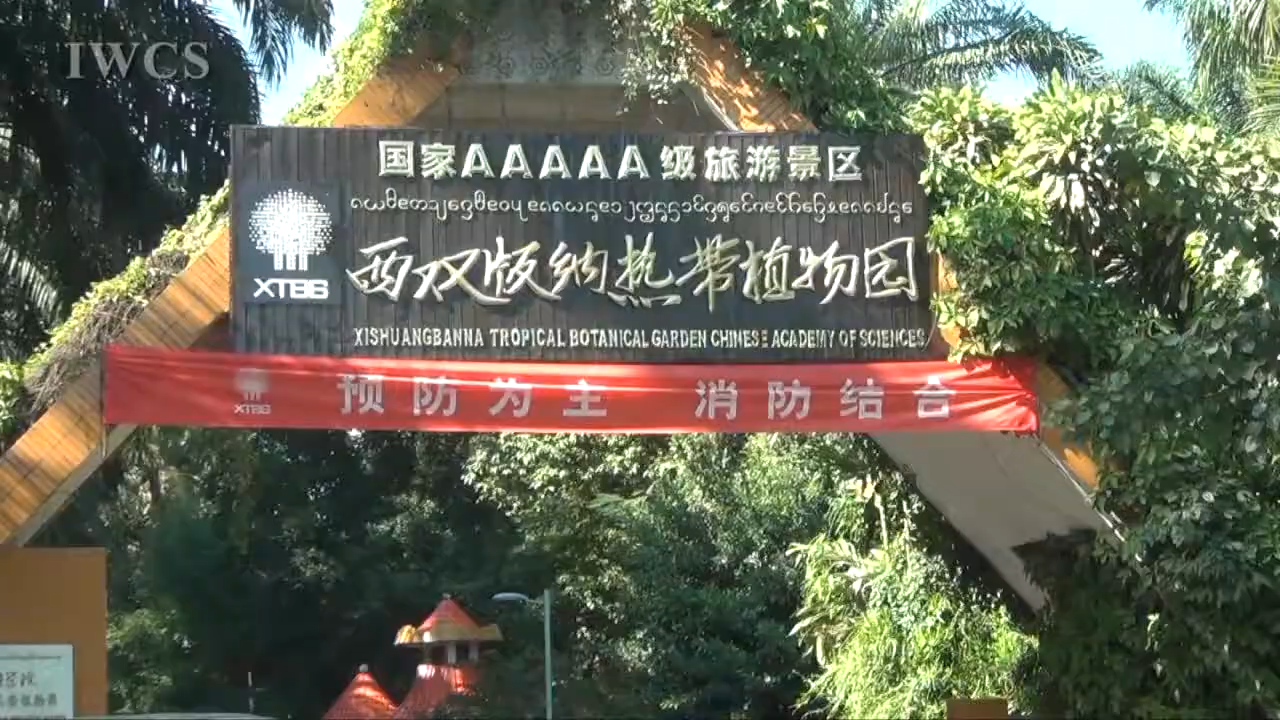 IWCS
国家AAAAA级旅游景区
XTBG
西双版纳热带植物园
XISHUANGBANNA TROPICAL BOTANICAL GARDEN CHINESE ACADEMY OF SCIENCES
XTBG
预防为主 消防结合